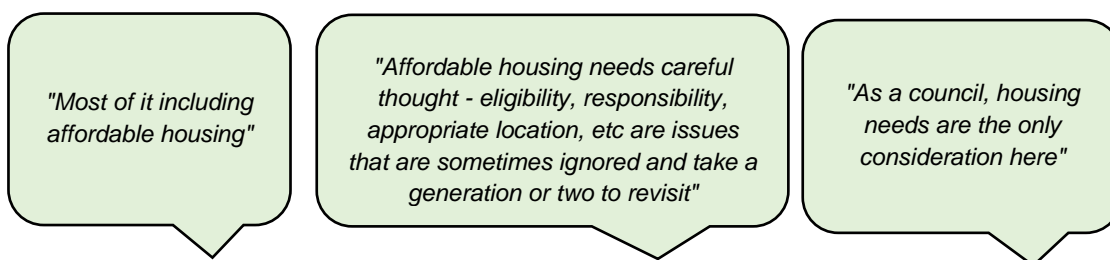 "Most of it including
affordable housing"
"Affordable housing needs careful
thought - eligibility, responsibility,
appropriate location, etc are issues
that are sometimes ignored and take a
generation or two to revisit"
"As a council, housing
needs are the only
consideration here"